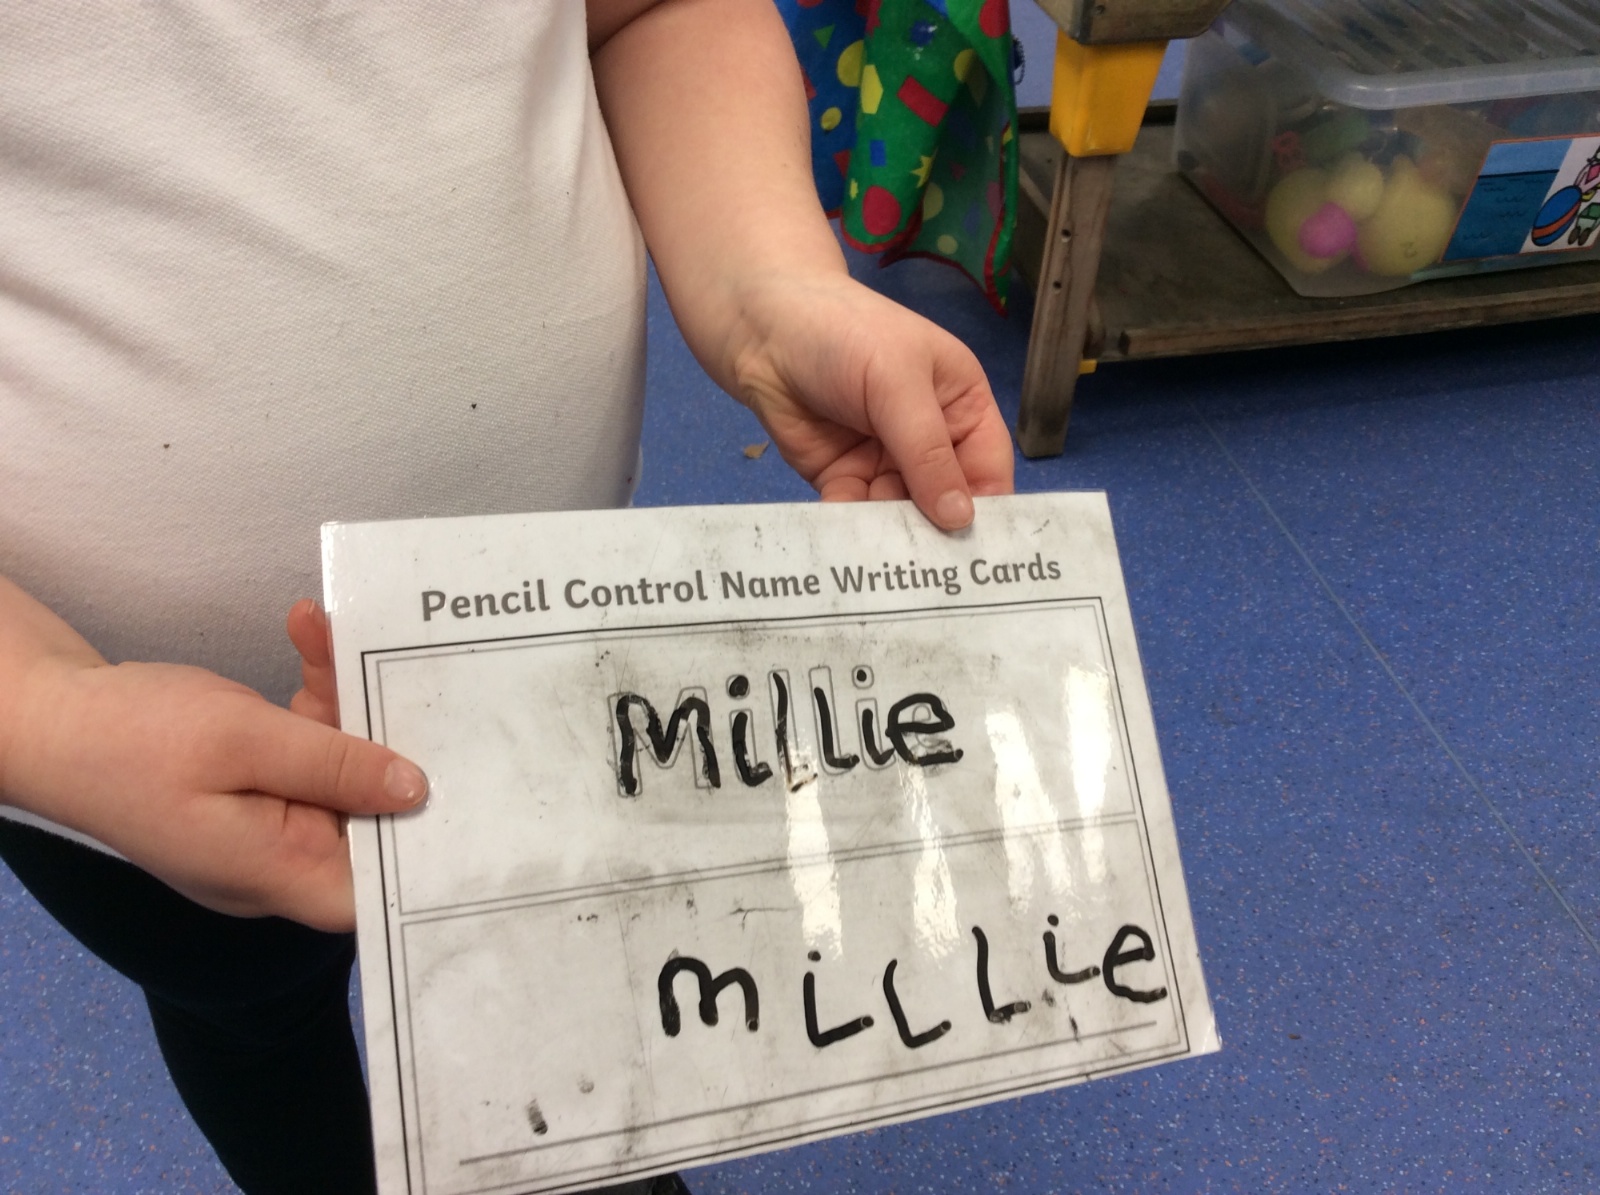 Pencil Control Name Writing Cards
Millie
millie